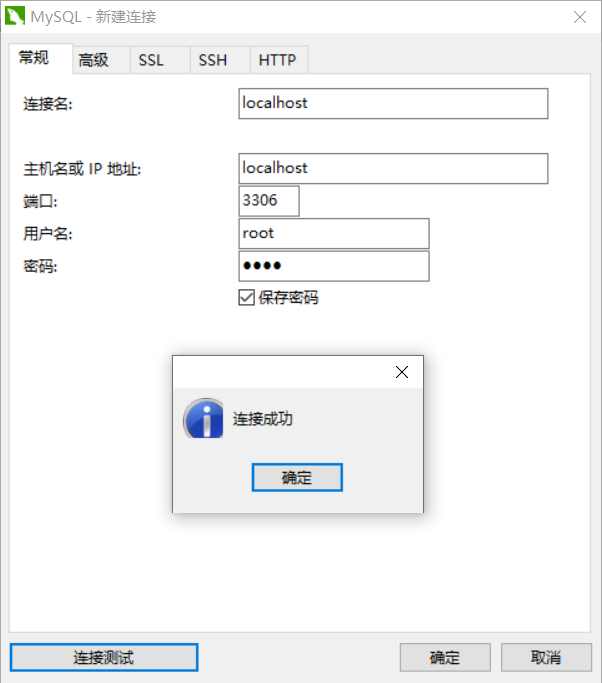 MySQL - 新建连接
常规 高级 SSL SSH HTTP
连接名: localhost
主机名或 IP 地址: localhost
端口: 3306
用户名: root
密码: ●●●●
保存密码
连接成功
确定
连接测试 确定 取消